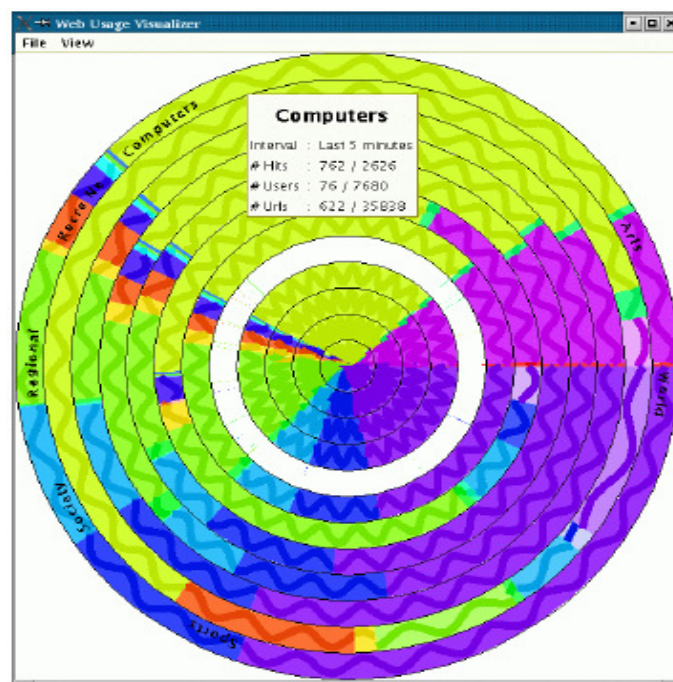 Web Usage Visualizer
File View
Computers
Interval : Last 5 minutes
# Hits : 762 / 2626
# Users : 76 / 7680
# Urls : 622 / 35838
Computers
Arts
Regional
World
Society
Sports